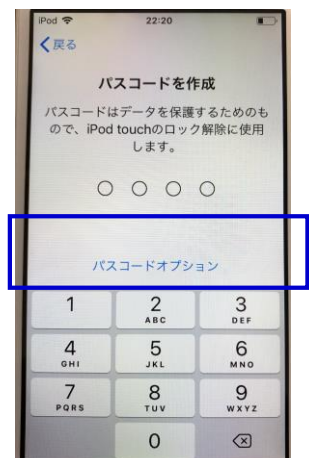 iPod 22:20
戻る
パスコードを作成
パスコードはデータを保護するためのも
ので、iPod touchのロック解除に使用
します。
パスコードオプション
1 2 3
ABC DEF
4 5 6
GHI JKL MNO
7 8 9
PQRS TUV WXYZ
0